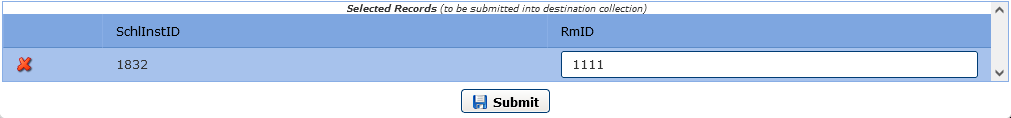 Selected Records (to be submitted into destination collection)
SchlInstID RmID
1832 1111
Submit